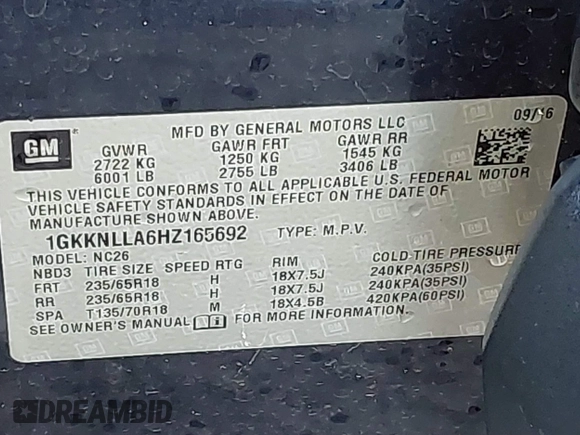 GM
MFD BY GENERAL MOTORS LLC
09/16
GVWR GAWR FRT GAWR RR
2722 KG 1250 KG 1545 KG
6001 LB 2755 LB 3406 LB
THIS VEHICLE CONFORMS TO ALL APPLICABLE U.S. FEDERAL MOTOR
VEHICLE SAFETY STANDARDS IN EFFECT ON THE DATE OF
MANUFACTURE SHOWN ABOVE.
1GKKNLLA6HZ165692 TYPE: M.P.V.
MODEL: NC26
NBD3 TIRE SIZE SPEED RTG RIM COLD TIRE PRESSURE
FRT 235/65R18 H 18X7.5J 240KPA(35PSI)
RR 235/65R18 H 18X7.5J 240KPA(35PSI)
SPA T135/70R18 M 18X4.5B 420KPA(60PSI)
SEE OWNER'S MANUAL FOR MORE INFORMATION.
DREAMBID